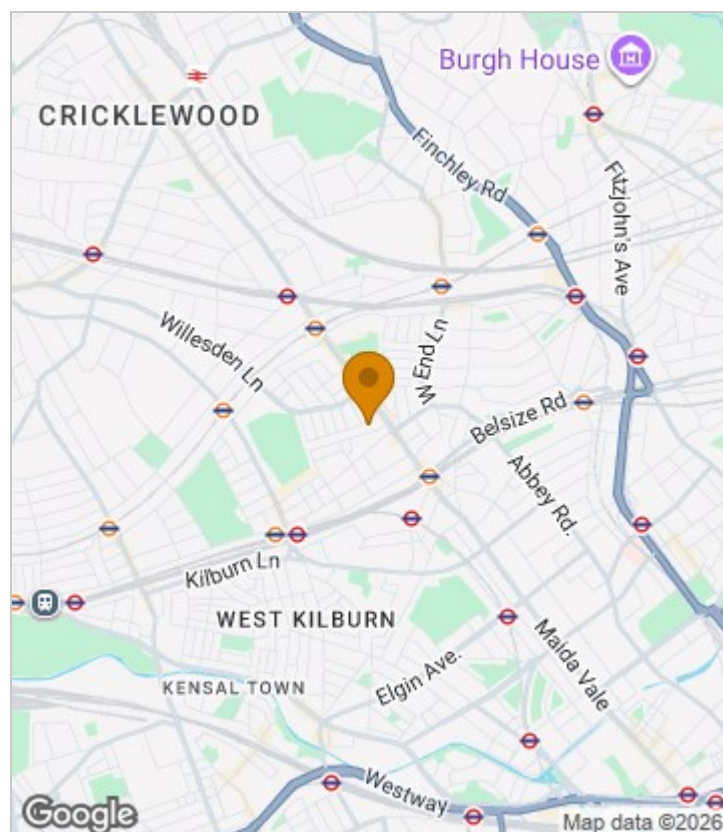 Burgh House
CRICKLEWOOD
Finchley Rd
Fitzjohn's Ave
Willesden Ln
W End Ln
Belsize Rd
Abbey Rd.
Kilburn Ln
WEST KILBURN
Maida Vale
Elgin Ave.
KENSAL TOWN
Westway
Google
Map data ©2026